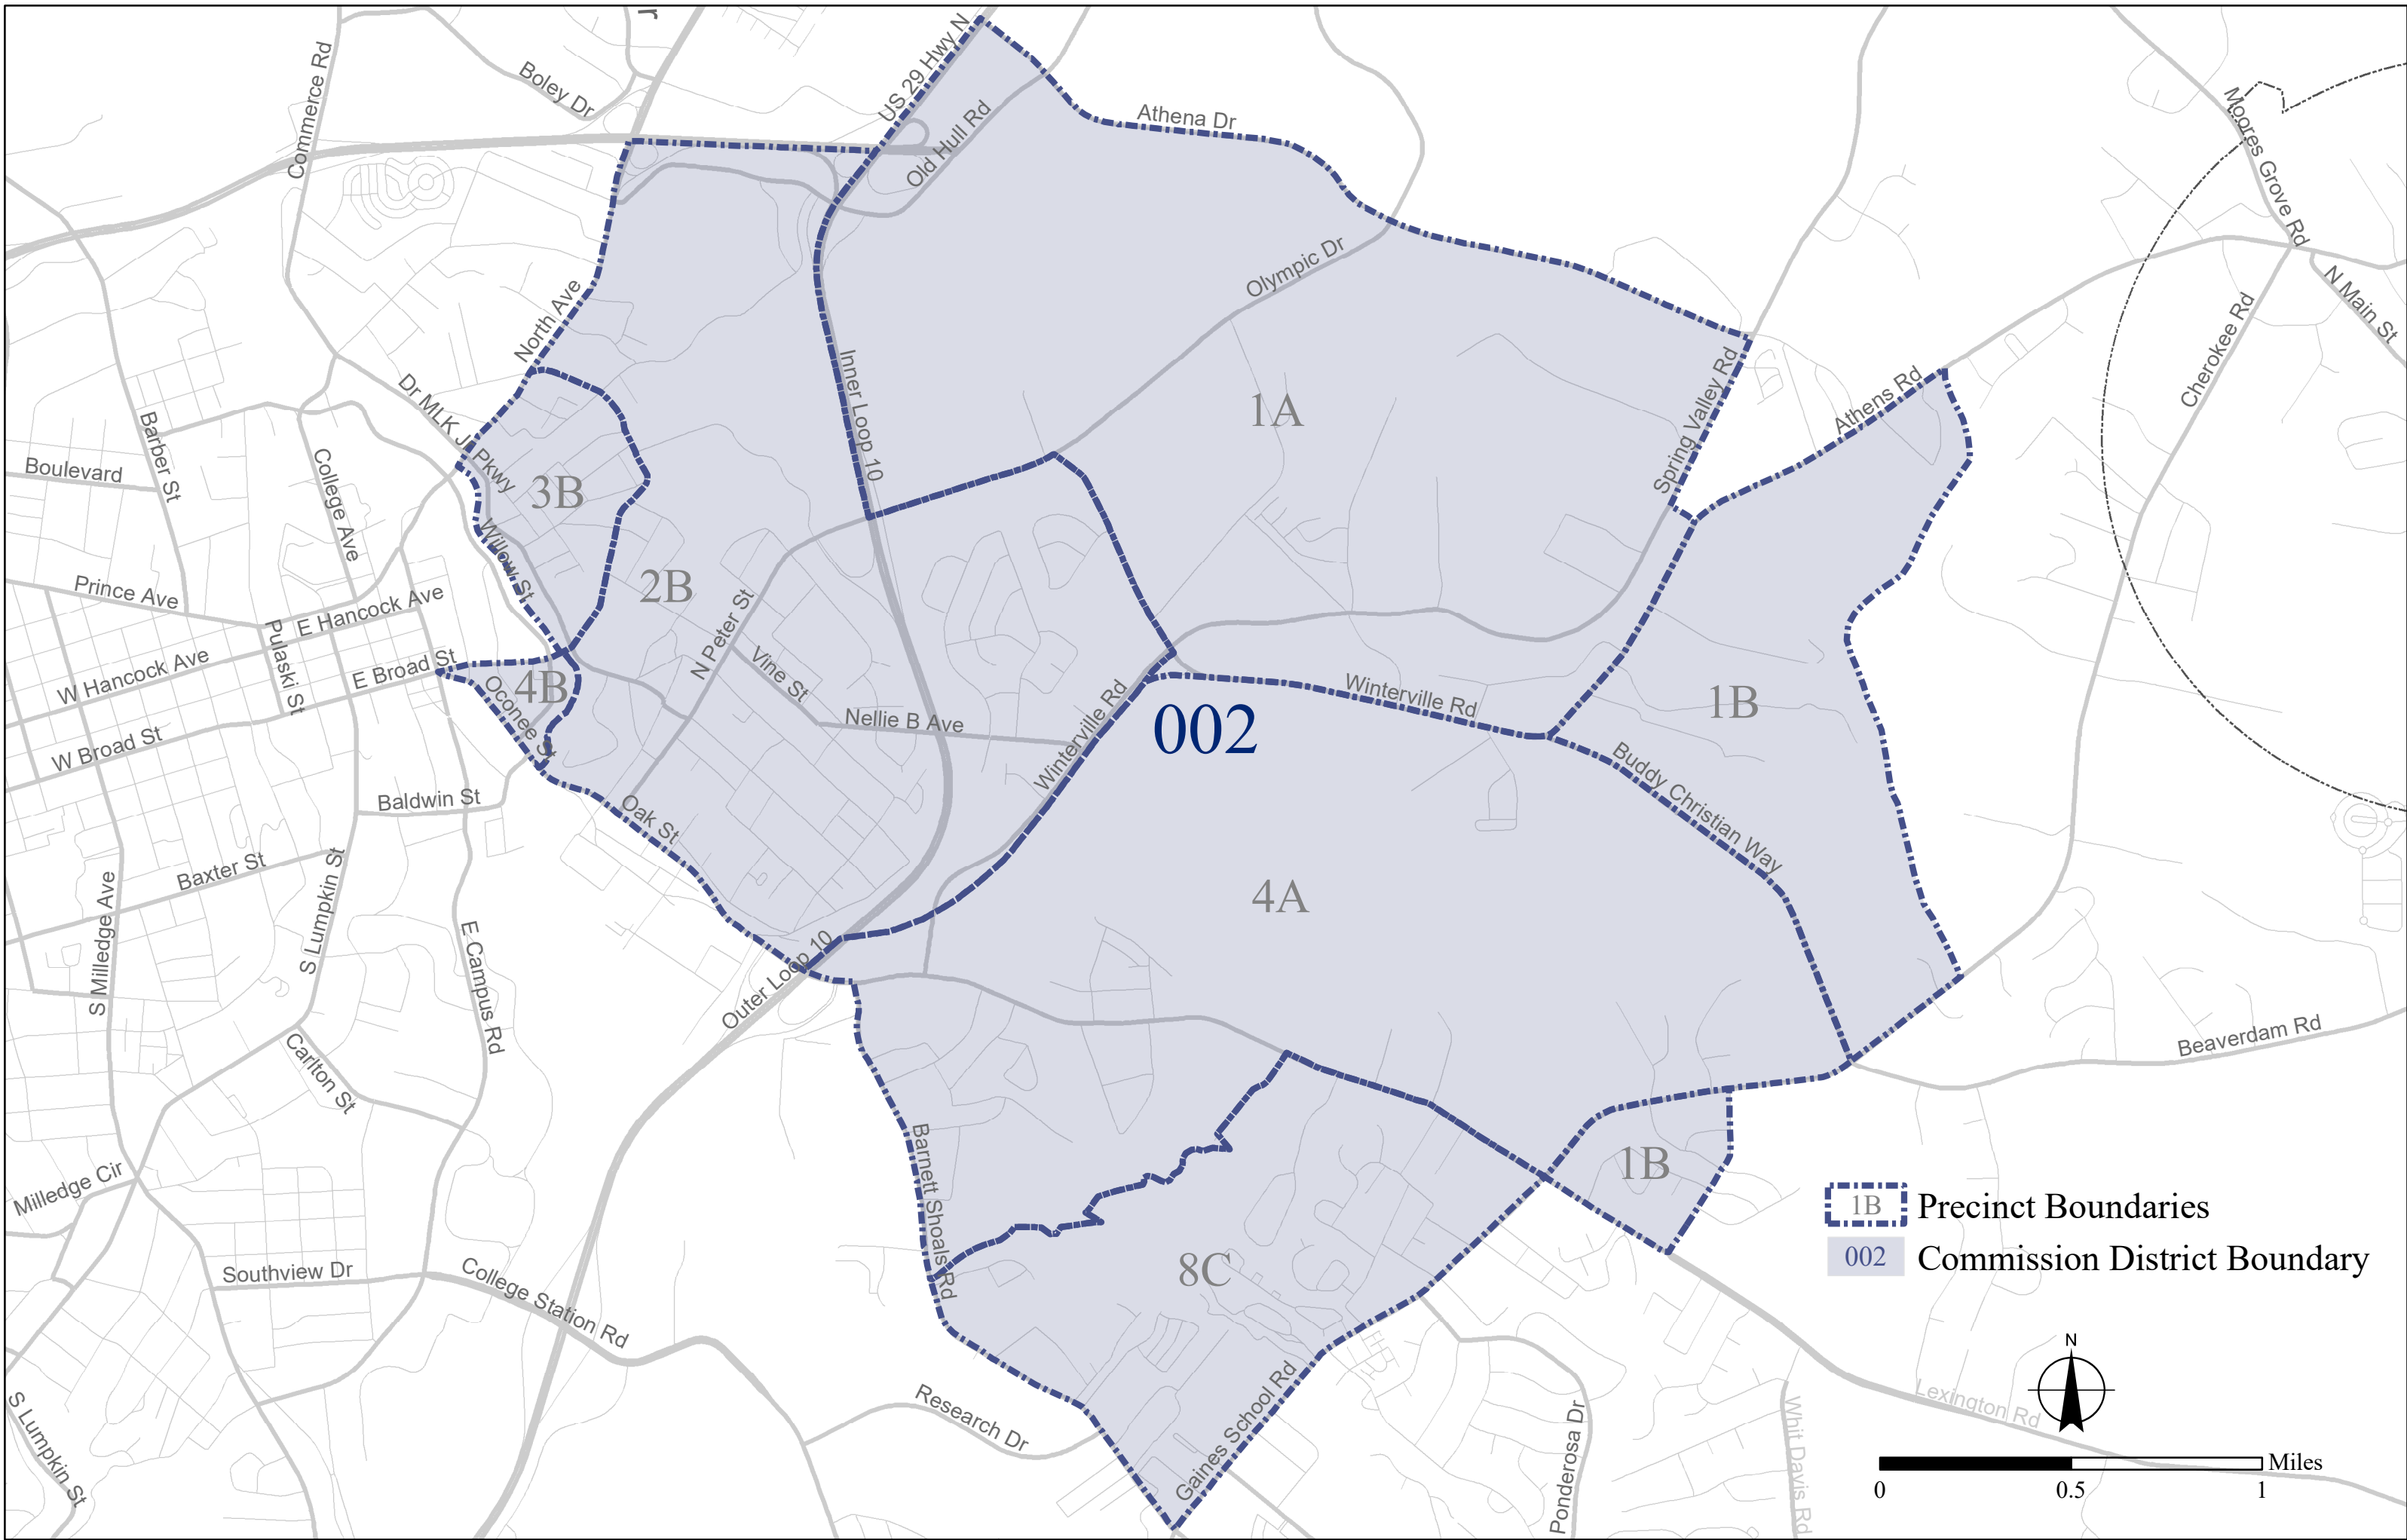 US 29 Hwy N
Commerce Rd
Boley Dr
Old Hull Rd
Athena Dr
Moores Grove Rd
Olympic Dr
N Main St
North Ave
Cherokee Rd
Inner Loop 10
Spring Valley Rd
Athens Rd
Dr MLK Jr Pkwy
1A
Barber St
Boulevard
College Ave
3B
Willow St
2B
Prince Ave
E Hancock Ave
Pulaski St
N Peter St
W Hancock Ave
E Broad St
Vine St
4B
Oconee St
Winterville Rd
1B
Nellie B Ave
Winterville Rd
002
W Broad St
Buddy Christian Way
Baldwin St
Oak St
Baxter St
4A
S Milledge Ave
S Lumpkin St
E Campus Rd
Outer Loop 10
Beaverdam Rd
Carlton St
Barnett Shoals Rd
1B
Milledge Cir
1B Precinct Boundaries
002 Commission District Boundary
8C
Southview Dr
College Station Rd
N
Research Dr
Gaines School Rd
Ponderosa Dr
Whit Davis Rd
Lexington Rd
S Lumpkin St
Miles
0 0.5 1